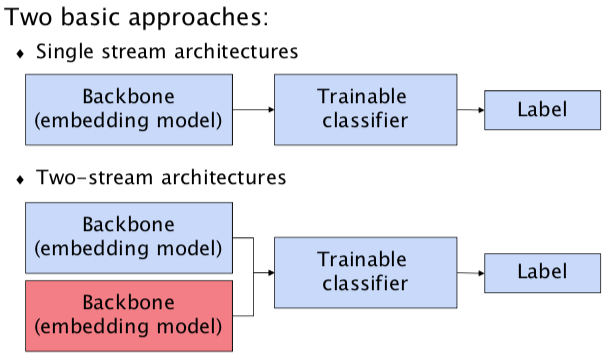 Two basic approaches:
♦ Single stream architectures
Backbone
(embedding model)
Trainable
classifier
Label
♦ Two-stream architectures
Backbone
(embedding model)
Backbone
(embedding model)
Trainable
classifier
Label